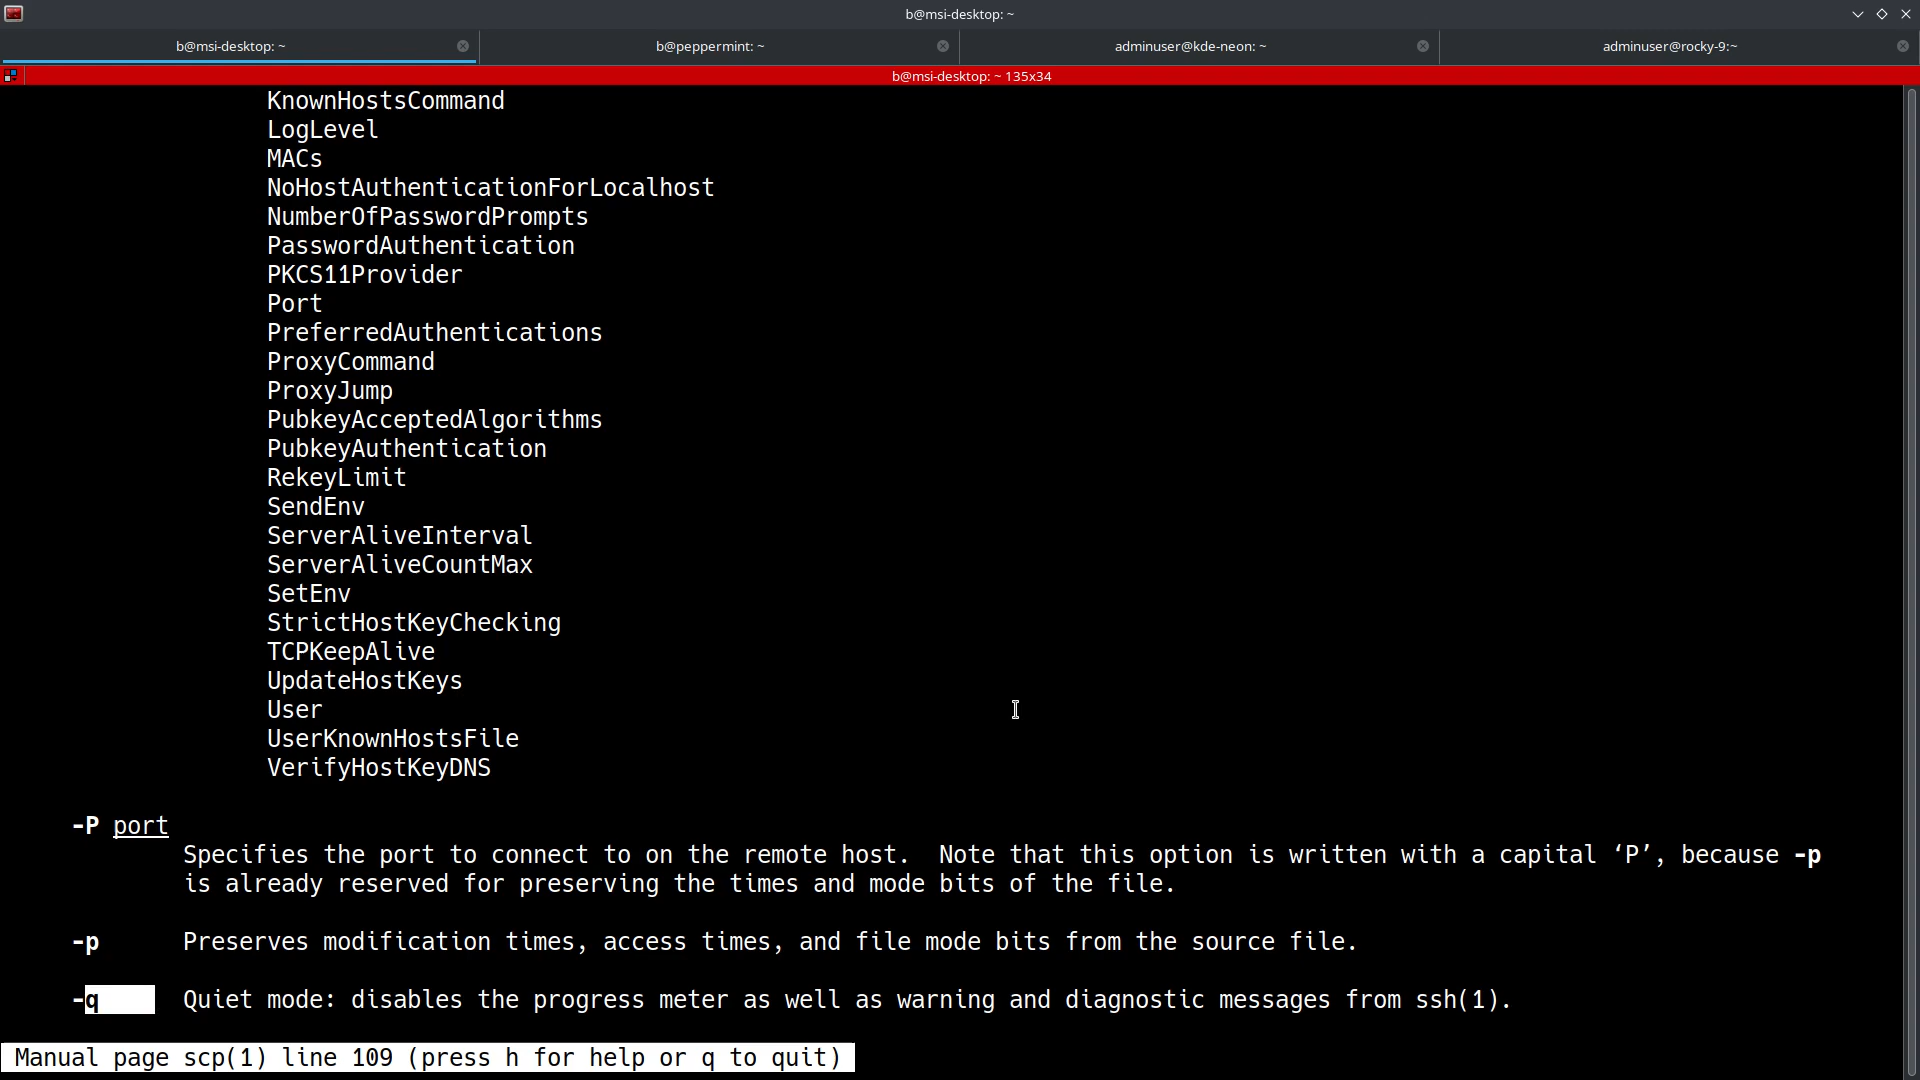 b@msi-desktop: ~
b@msi-desktop: ~
b@peppermint: ~
adminuser@kde-neon: ~
adminuser@rocky-9:~
b@msi-desktop: ~ 135x34
KnownHostsCommand
LogLevel
MACs
NoHostAuthenticationForLocalhost
NumberOfPasswordPrompts
PasswordAuthentication
PKCS11Provider
Port
PreferredAuthentications
ProxyCommand
ProxyJump
PubkeyAcceptedAlgorithms
PubkeyAuthentication
RekeyLimit
SendEnv
ServerAliveInterval
ServerAliveCountMax
SetEnv
StrictHostKeyChecking
TCPKeepAlive
UpdateHostKeys
User
UserKnownHostsFile
VerifyHostKeyDNS
-P port
Specifies the port to connect to on the remote host.  Note that this option is written with a capital ‘P’, because -p
is already reserved for preserving the times and mode bits of the file.
-p      Preserves modification times, access times, and file mode bits from the source file.
-q      Quiet mode: disables the progress meter as well as warning and diagnostic messages from ssh(1).
Manual page scp(1) line 109 (press h for help or q to quit)